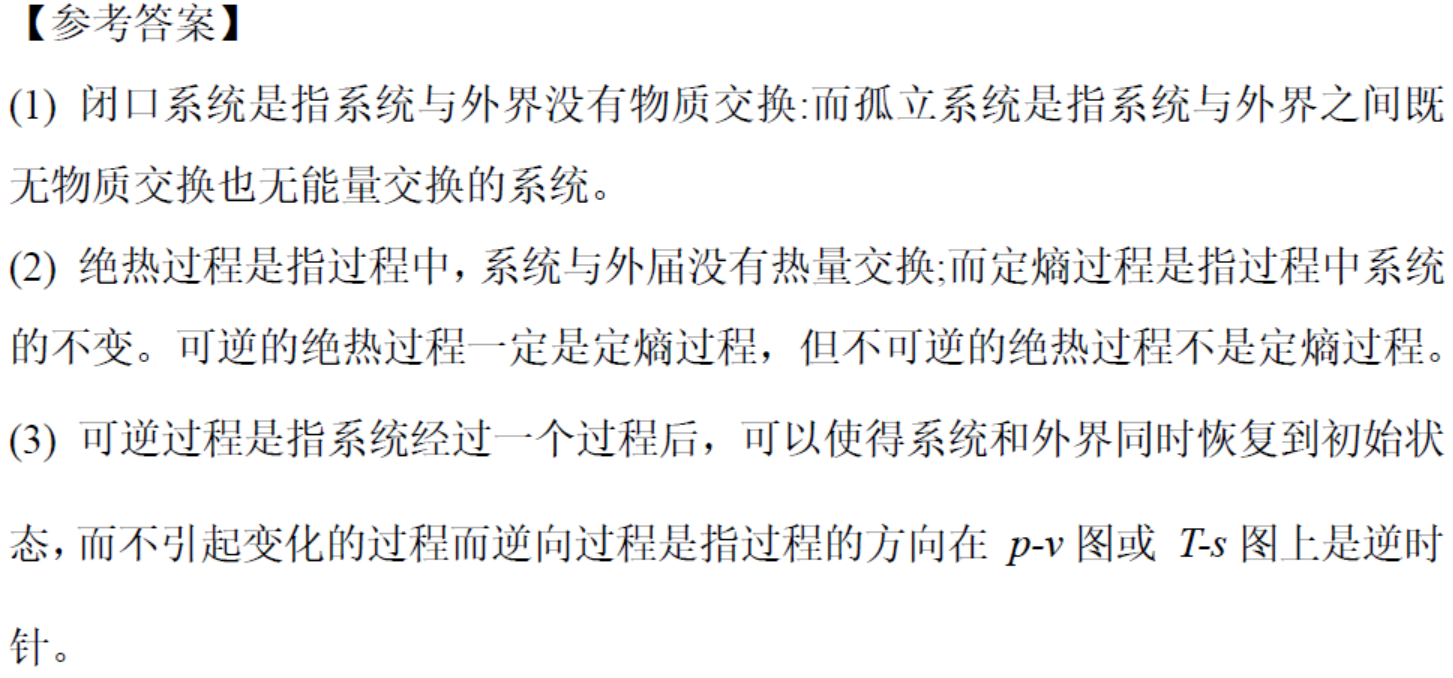 【参考答案】
(1) 闭口系统是指系统与外界没有物质交换:而孤立系统是指系统与外界之间既
无物质交换也无能量交换的系统。
(2) 绝热过程是指过程中，系统与外届没有热量交换;而定熵过程是指过程中系统
的不变。可逆的绝热过程一定是定熵过程，但不可逆的绝热过程不是定熵过程。
(3) 可逆过程是指系统经过一个过程后，可以使得系统和外界同时恢复到初始状
态，而不引起变化的过程而逆向过程是指过程的方向在 p-v 图或 T-s 图上是逆时
针。